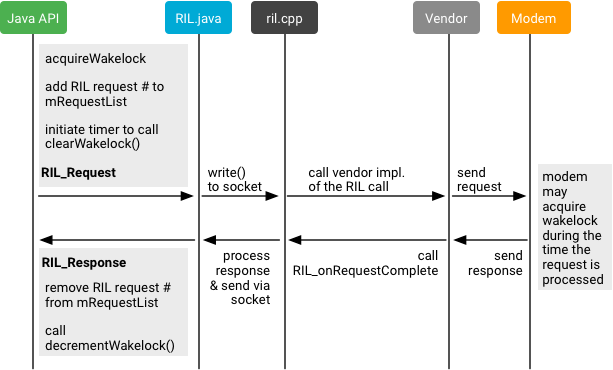 Java API
RIL.java
ril.cpp
Vendor
Modem
acquireWakelock
add RIL request # to
mRequestList
initiate timer to call
clearWakelock()
RIL_Request
write()
to socket
call vendor impl.
of the RIL call
send
request
modem
may
acquire
wakelock
during the
time the
request is
processed
RIL_Response
remove RIL request #
from mRequestList
call
decrementWakelock()
process
response
& send via
socket
call
RIL_onRequestComplete
send
response